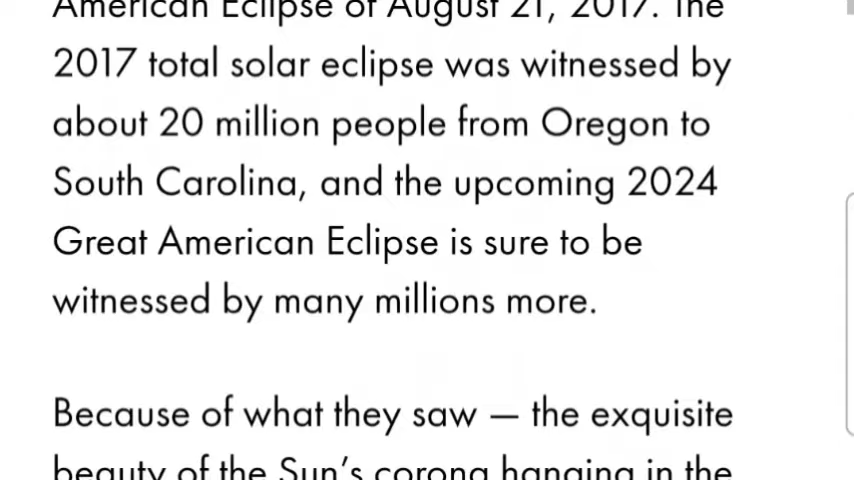 American Eclipse of August 21, 2017. The
2017 total solar eclipse was witnessed by
about 20 million people from Oregon to
South Carolina, and the upcoming 2024
Great American Eclipse is sure to be
witnessed by many millions more.
Because of what they saw — the exquisite
beauty of the Sun’s corona hanging in the